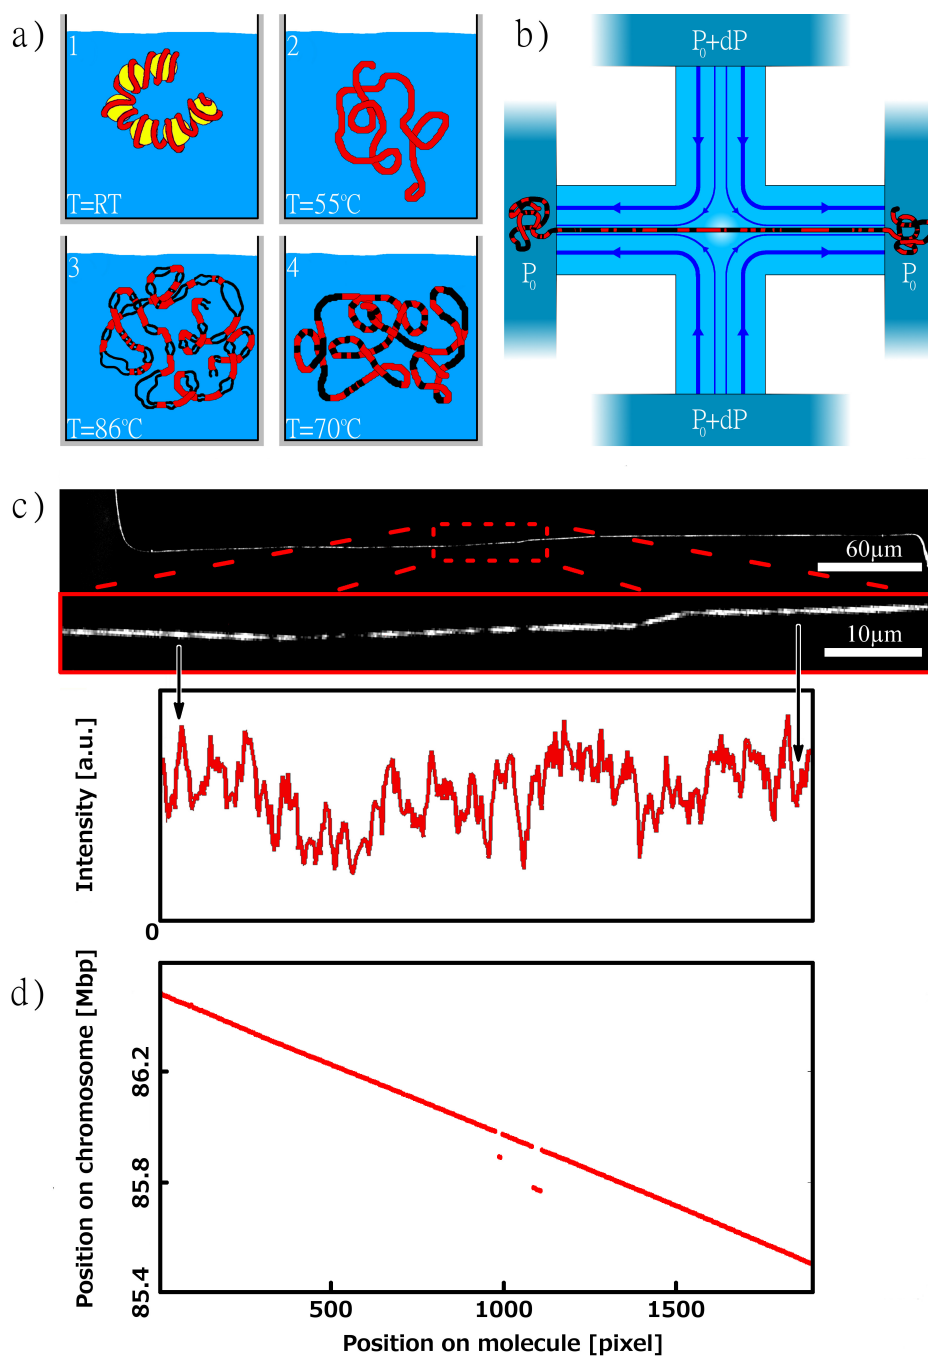 a)
1
T=RT
2
T=55°C
3
T=86°C
4
T=70°C
b)
P₀+dP
P₀
P₀
P₀+dP
c)
60µm
10µm
Intensity [a.u.]
0
d)
Position on chromosome [Mbp]
86.2
85.8
85.4
500
1000
1500
Position on molecule [pixel]